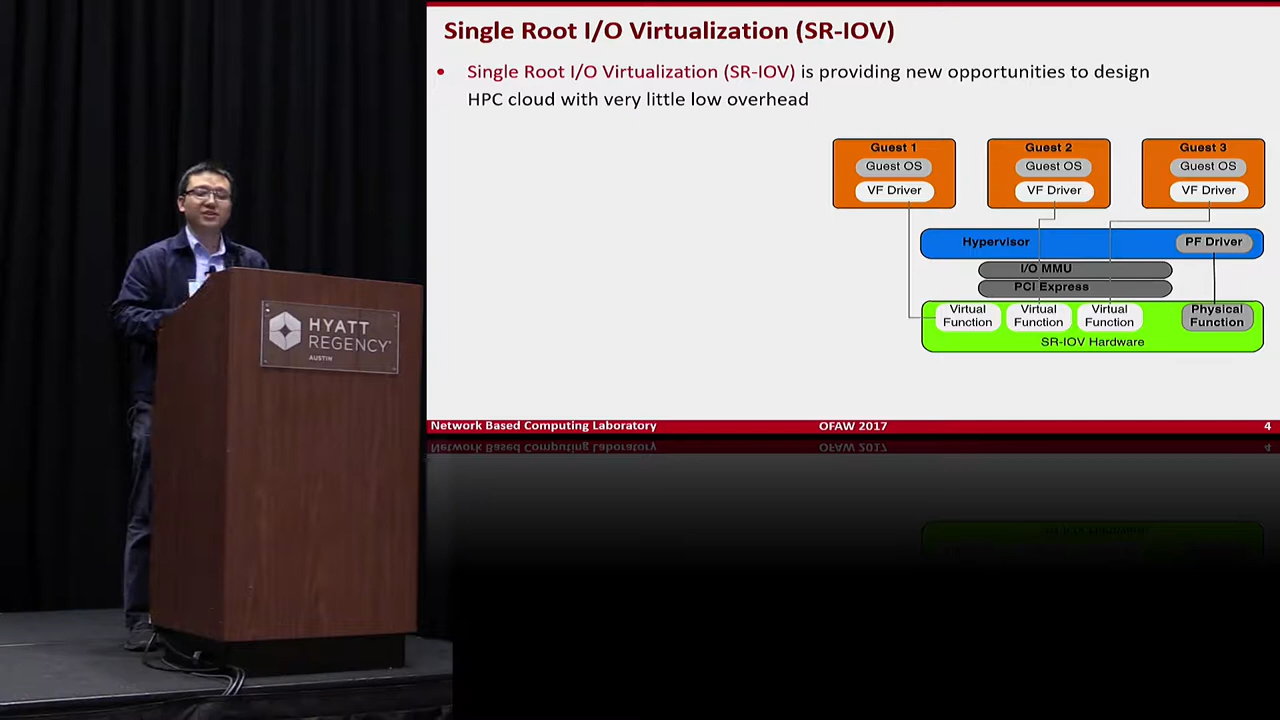 Single Root I/O Virtualization (SR-IOV)
• Single Root I/O Virtualization (SR-IOV) is providing new opportunities to design
HPC cloud with very little low overhead
Guest 1
Guest OS
VF Driver
Guest 2
Guest OS
VF Driver
Guest 3
Guest OS
VF Driver
Hypervisor
PF Driver
I/O MMU
PCI Express
Virtual
Function
Virtual
Function
Virtual
Function
Physical
Function
SR-IOV Hardware
Network Based Computing Laboratory
OFAW 2017
4
HYATT
REGENCY
AUSTIN